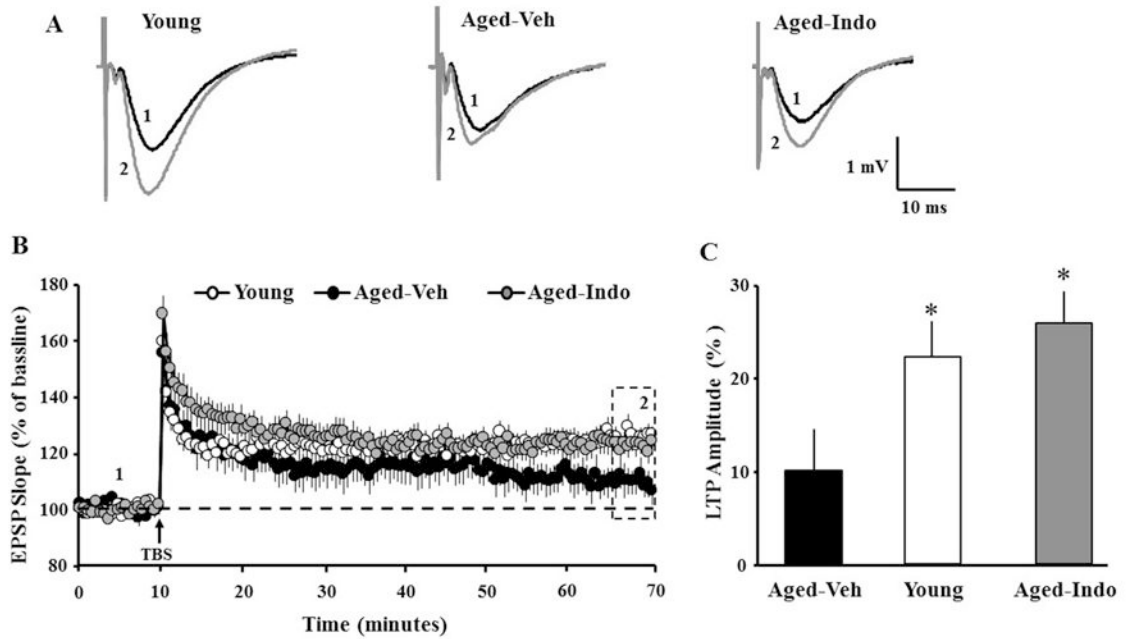 A
Young
Aged-Veh
Aged-Indo
1
2
1
2
1
2
1 mV
10 ms
B
180
160
140
120
100
80
EPSP Slope (% of bassline)
Young
Aged-Veh
Aged-Indo
1
2
TBS
0
10
20
30
40
50
60
70
Time (minutes)
C
30
20
10
0
LTP Amplitude (%)
*
*
Aged-Veh
Young
Aged-Indo